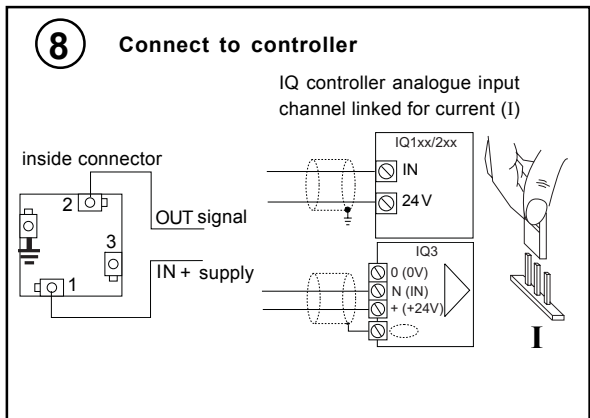 8 Connect to controller
IQ controller analogue input
channel linked for current (I)
IQ1xx/2xx
inside connector
IN
2
OUT signal
24V
3
IQ3
0 (0V)
1
IN + supply
N (IN)
+ (+24V)
I